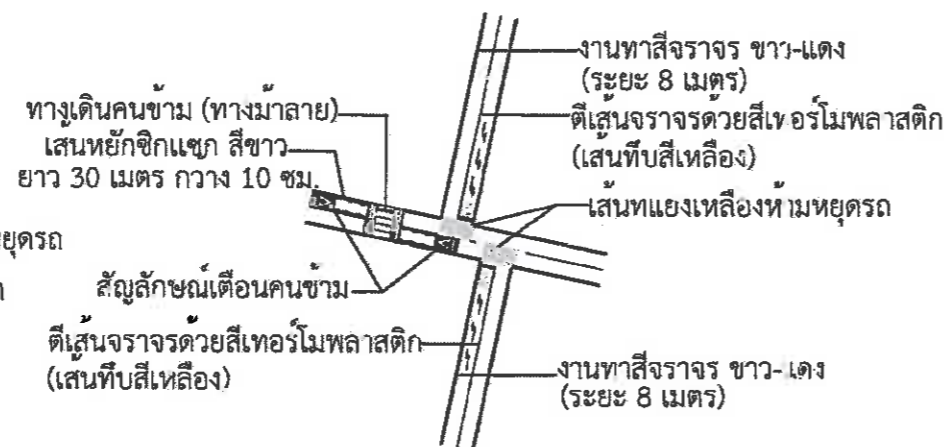 งานทาสีจราจร ขาว-แดง
(ระยะ 8 เมตร)
ทางเดินคนข้าม (ทางม้าลาย)
เส้นหยักซิกแซก สีขาว
ยาว 30 เมตร กวาง 10 ซม.
ตีเส้นจราจรด้วยสีเทอร์โมพลาสติก
(เส้นทึบสีเหลือง)
เส้นทแยงเหลืองห้ามหยุดรถ
หยุดรถ
สัญลักษณ์เตือนคนข้าม
ตีเส้นจราจรด้วยสีเทอร์โมพลาสติก
(เส้นทึบสีเหลือง)
งานทาสีจราจร ขาว-แดง
(ระยะ 8 เมตร)